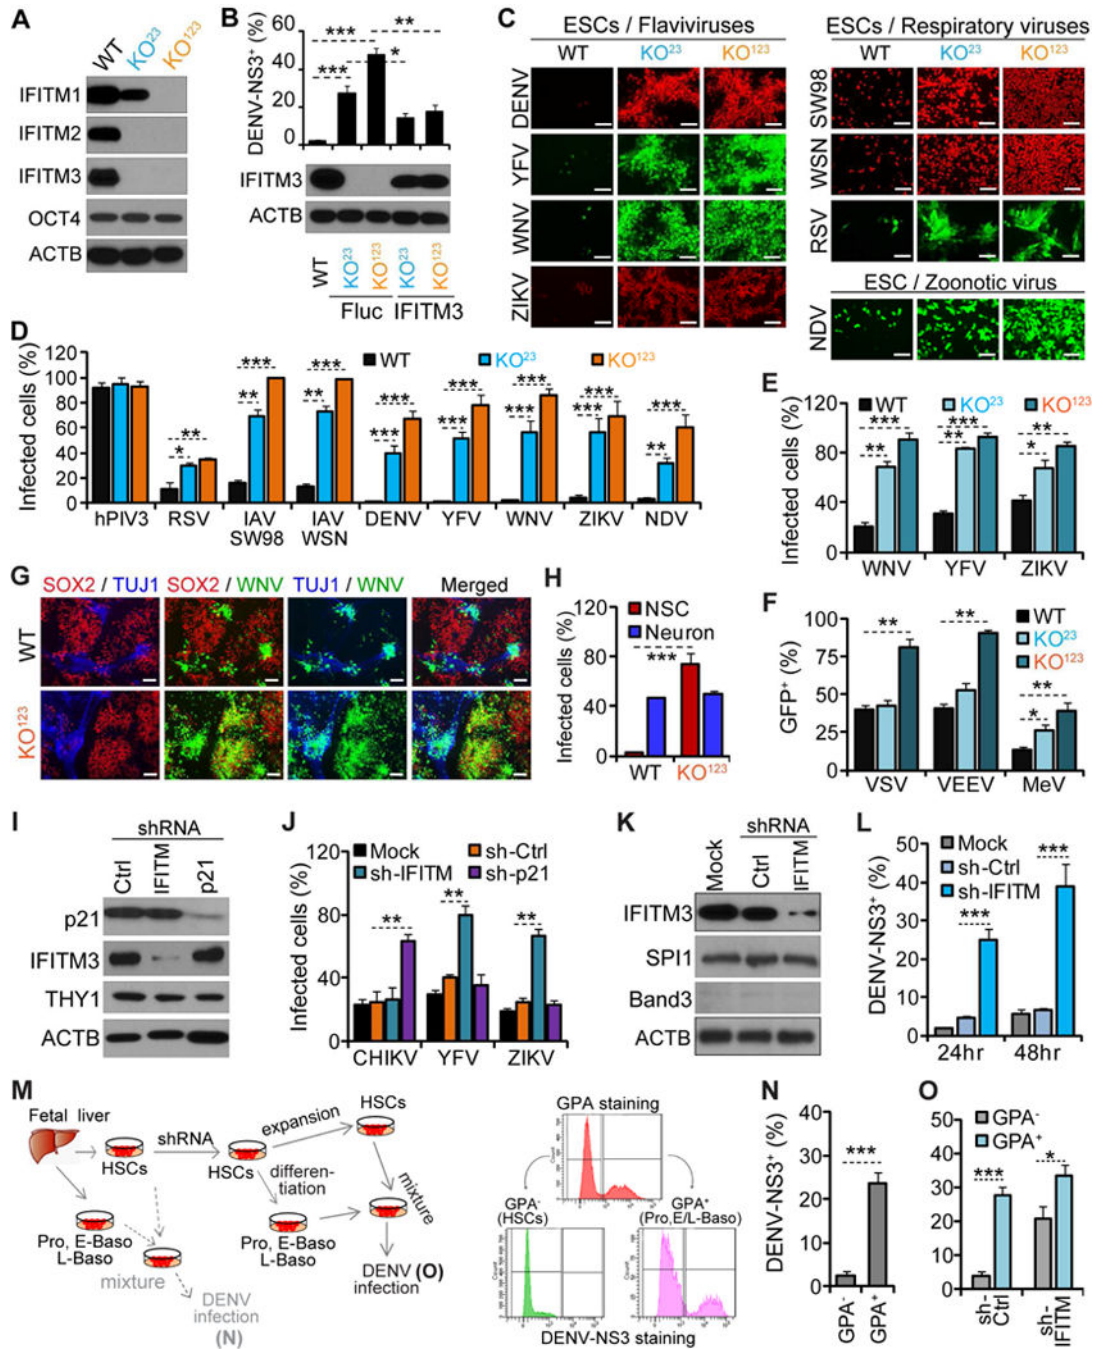 A
WT
KO23
KO123
IFITM1
IFITM2
IFITM3
OCT4
ACTB
B
DENV-NS3+ (%)
60
40
20
0
***
**
***
*
IFITM3
ACTB
WT
KO23
KO123
KO23
KO123
Fluc
IFITM3
C
ESCs / Flaviviruses
WT
KO23
KO123
DENV
YFV
WNV
ZIKV
ESCs / Respiratory viruses
WT
KO23
KO123
SW98
WSN
RSV
ESC / Zoonotic virus
NDV
D
Infected cells (%)
120
100
80
60
40
20
WT
KO23
KO123
*
**
**
***
**
***
***
***
***
***
***
***
***
***
**
***
hPIV3
RSV
IAV SW98
IAV WSN
DENV
YFV
WNV
ZIKV
NDV
E
Infected cells (%)
120
80
40
0
WT
KO23
KO123
***
**
***
**
**
*
WNV
YFV
ZIKV
F
GFP+ (%)
100
75
50
25
0
WT
KO23
KO123
**
**
**
*
VSV
VEEV
MeV
G
SOX2 / TUJ1
SOX2 / WNV
TUJ1 / WNV
Merged
WT
KO123
H
Infected cells (%)
120
80
40
0
NSC
Neuron
***
WT
KO123
I
shRNA
Ctrl
IFITM
p21
p21
IFITM3
THY1
ACTB
J
Infected cells (%)
120
80
40
0
Mock
sh-Ctrl
sh-IFITM
sh-p21
**
**
**
CHIKV
YFV
ZIKV
K
shRNA
Mock
Ctrl
IFITM
IFITM3
SPI1
Band3
ACTB
L
DENV-NS3+ (%)
50
40
30
20
10
0
Mock
sh-Ctrl
sh-IFITM
***
***
24hr
48hr
M
Fetal liver
HSCs
shRNA
HSCs
expansion
HSCs
differen-
tiation
mixture
Pro, E-Baso
L-Baso
Pro, E-Baso
L-Baso
mixture
DENV
infection
(N)
DENV
infection (O)
GPA staining
GPA-
(HSCs)
GPA+
(Pro,E/L-Baso)
Count
Count
Count
DENV-NS3 staining
N
DENV-NS3+ (%)
40
30
20
10
0
***
GPA-
GPA+
O
50
40
30
20
10
0
GPA-
GPA+
***
*
sh-
Ctrl
sh-
IFITM